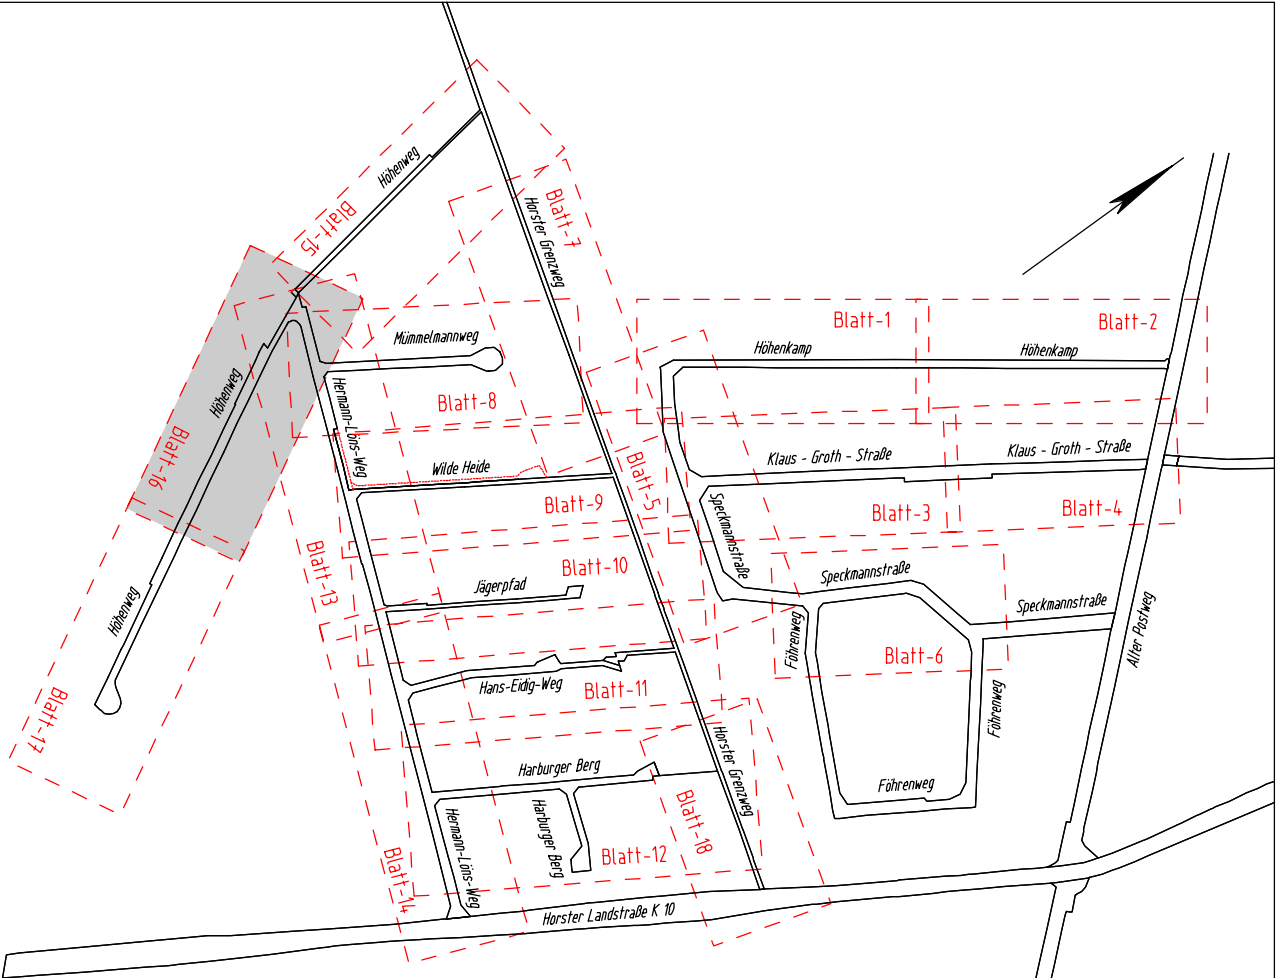 Höhenweg
Blatt-15
Blatt-7
Horster Grenzweg
Mümmelmannweg
Blatt-1
Blatt-2
Höhenkamp
Höhenkamp
Höhenweg
Hermann-Löns-Weg
Blatt-8
Blatt-16
Wilde Heide
Blatt-5
Klaus - Groth - Straße
Klaus - Groth - Straße
Blatt-9
Blatt-3
Blatt-4
Speckmannstraße
Blatt-13
Blatt-10
Jägerpfad
Speckmannstraße
Speckmannstraße
Höhenweg
Föhrenweg
Alter Postweg
Blatt-6
Hans-Eidig-Weg
Blatt-11
Föhrenweg
Blatt-17
Horster Grenzweg
Harburger Berg
Föhrenweg
Hermann-Löns-Weg
Harburger Berg
Blatt-18
Blatt-12
Blatt-14
Horster Landstraße K 10